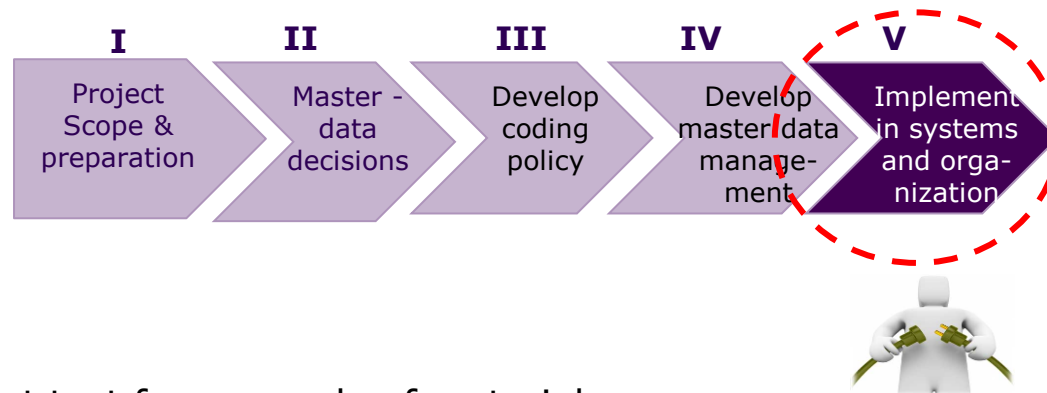 I II III IV V
Project
Scope &
preparation
Master -
data
decisions
Develop
coding
policy
Develop
master data
manage-
ment
Implement
in systems
and orga-
nization